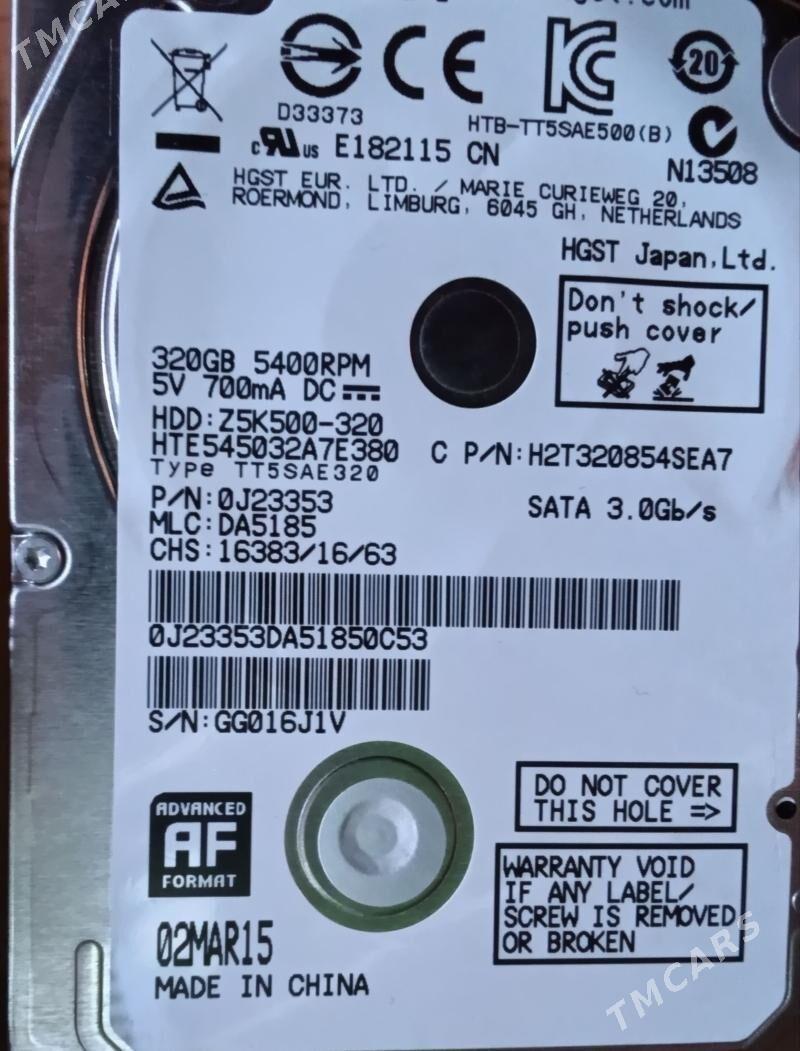 TMCARS
D33373
HTB-TT5SAE500(B)
20
c RU us E182115 CN
N13508
HGST EUR. LTD. / MARIE CURIEWEG 20,
ROERMOND, LIMBURG, 6045 GH, NETHERLANDS
HGST Japan,Ltd.
Don't shock/
push cover
320GB 5400RPM
5V 700mA DC
HDD:Z5K500-320
HTE545032A7E380 C P/N:H2T320854SEA7
Type TT5SAE320
P/N:0J23353
SATA 3.0Gb/s
MLC:DA5185
CHS:16383/16/63
0J23353DA51850C53
S/N:GG016J1V
DO NOT COVER
THIS HOLE =>
ADVANCED
AF
FORMAT
WARRANTY VOID
IF ANY LABEL/
SCREW IS REMOVED
OR BROKEN
02MAR15
MADE IN CHINA
TMCARS